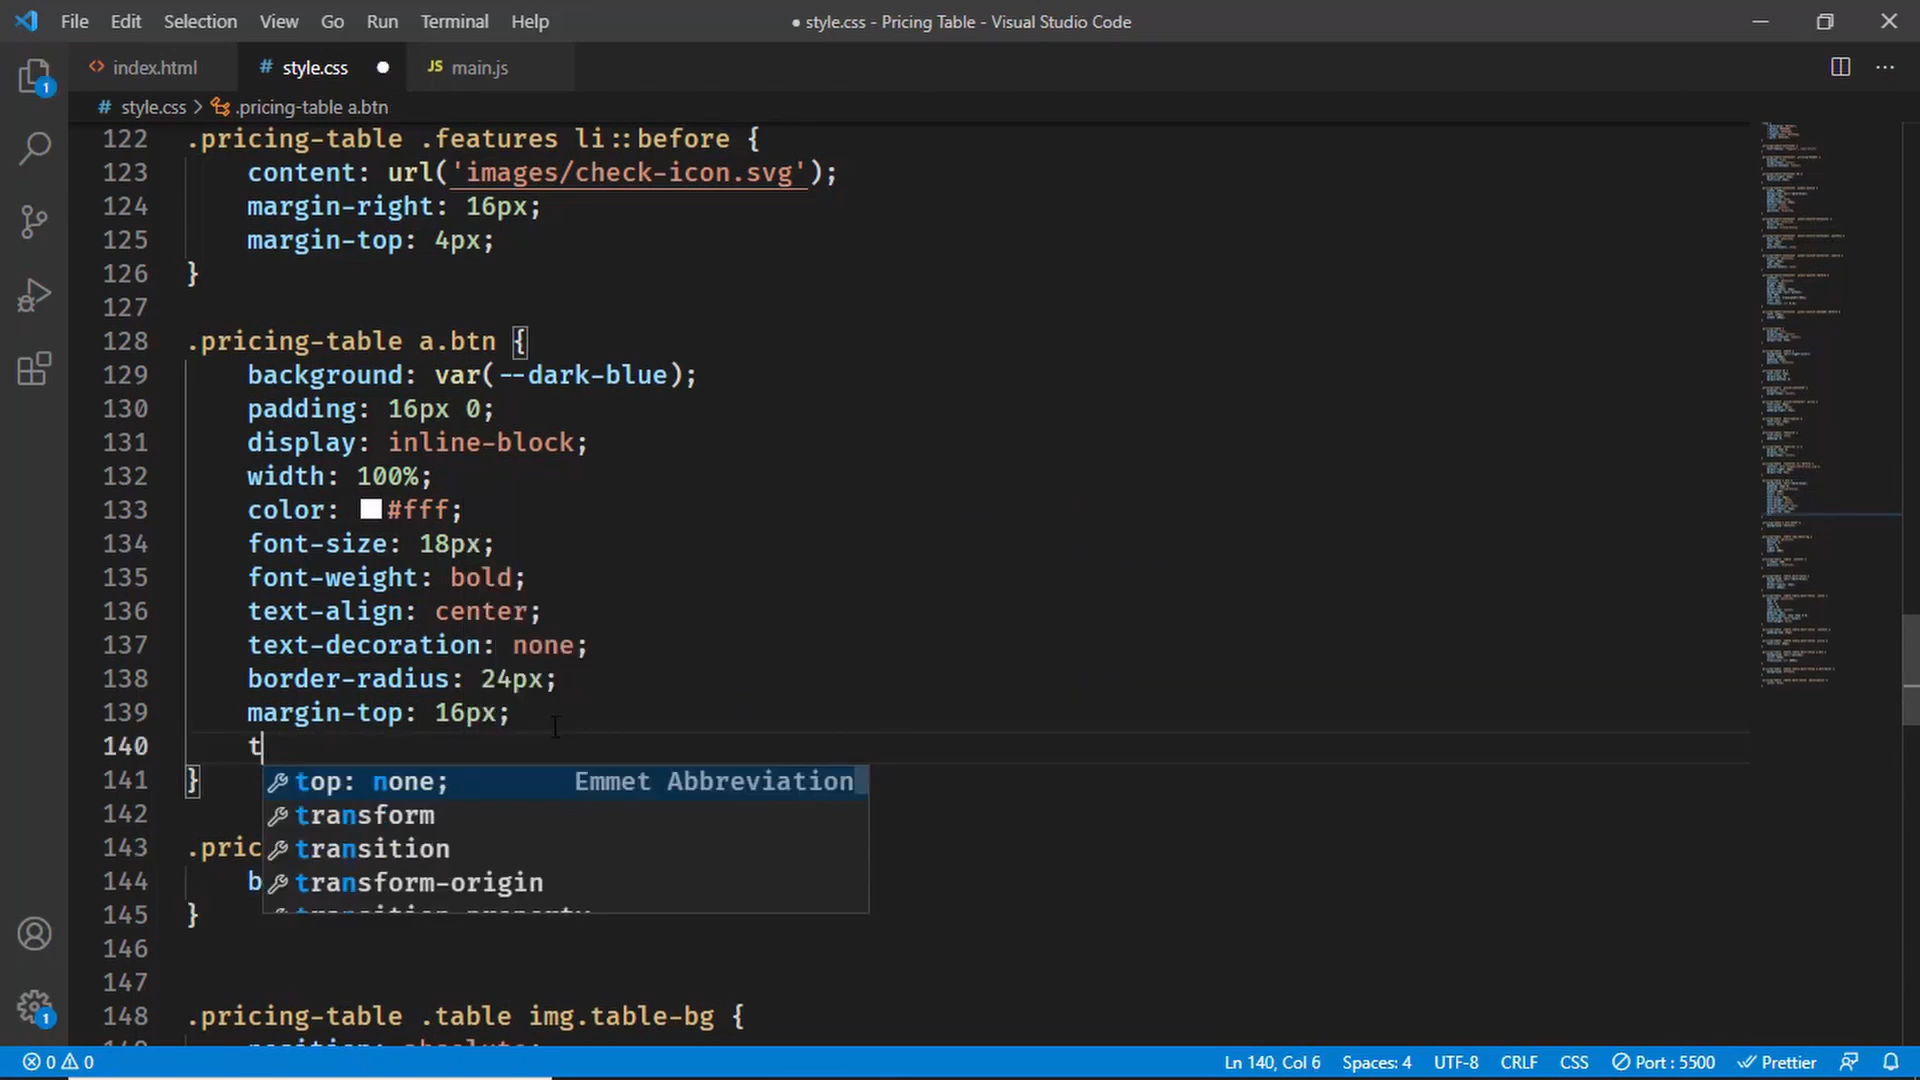 File Edit Selection View Go Run Terminal Help
● style.css - Pricing Table - Visual Studio Code
index.html
# style.css ●
JS main.js
# style.css > .pricing-table a.btn
1
122 .pricing-table .features li::before {
123 content: url('images/check-icon.svg');
124 margin-right: 16px;
125 margin-top: 4px;
126 }
127
128 .pricing-table a.btn {
129 background: var(--dark-blue);
130 padding: 16px 0;
131 display: inline-block;
132 width: 100%;
133 color: #fff;
134 font-size: 18px;
135 font-weight: bold;
136 text-align: center;
137 text-decoration: none;
138 border-radius: 24px;
139 margin-top: 16px;
140 t
141 }
top: none; Emmet Abbreviation
142
transform
143 .pric
transition
144 b
transform-origin
145 }
transition-property
146
147
148 .pricing-table .table img.table-bg {
149 position: absolute;
1
0 0 Ln 140, Col 6 Spaces: 4 UTF-8 CRLF CSS Port : 5500 Prettier